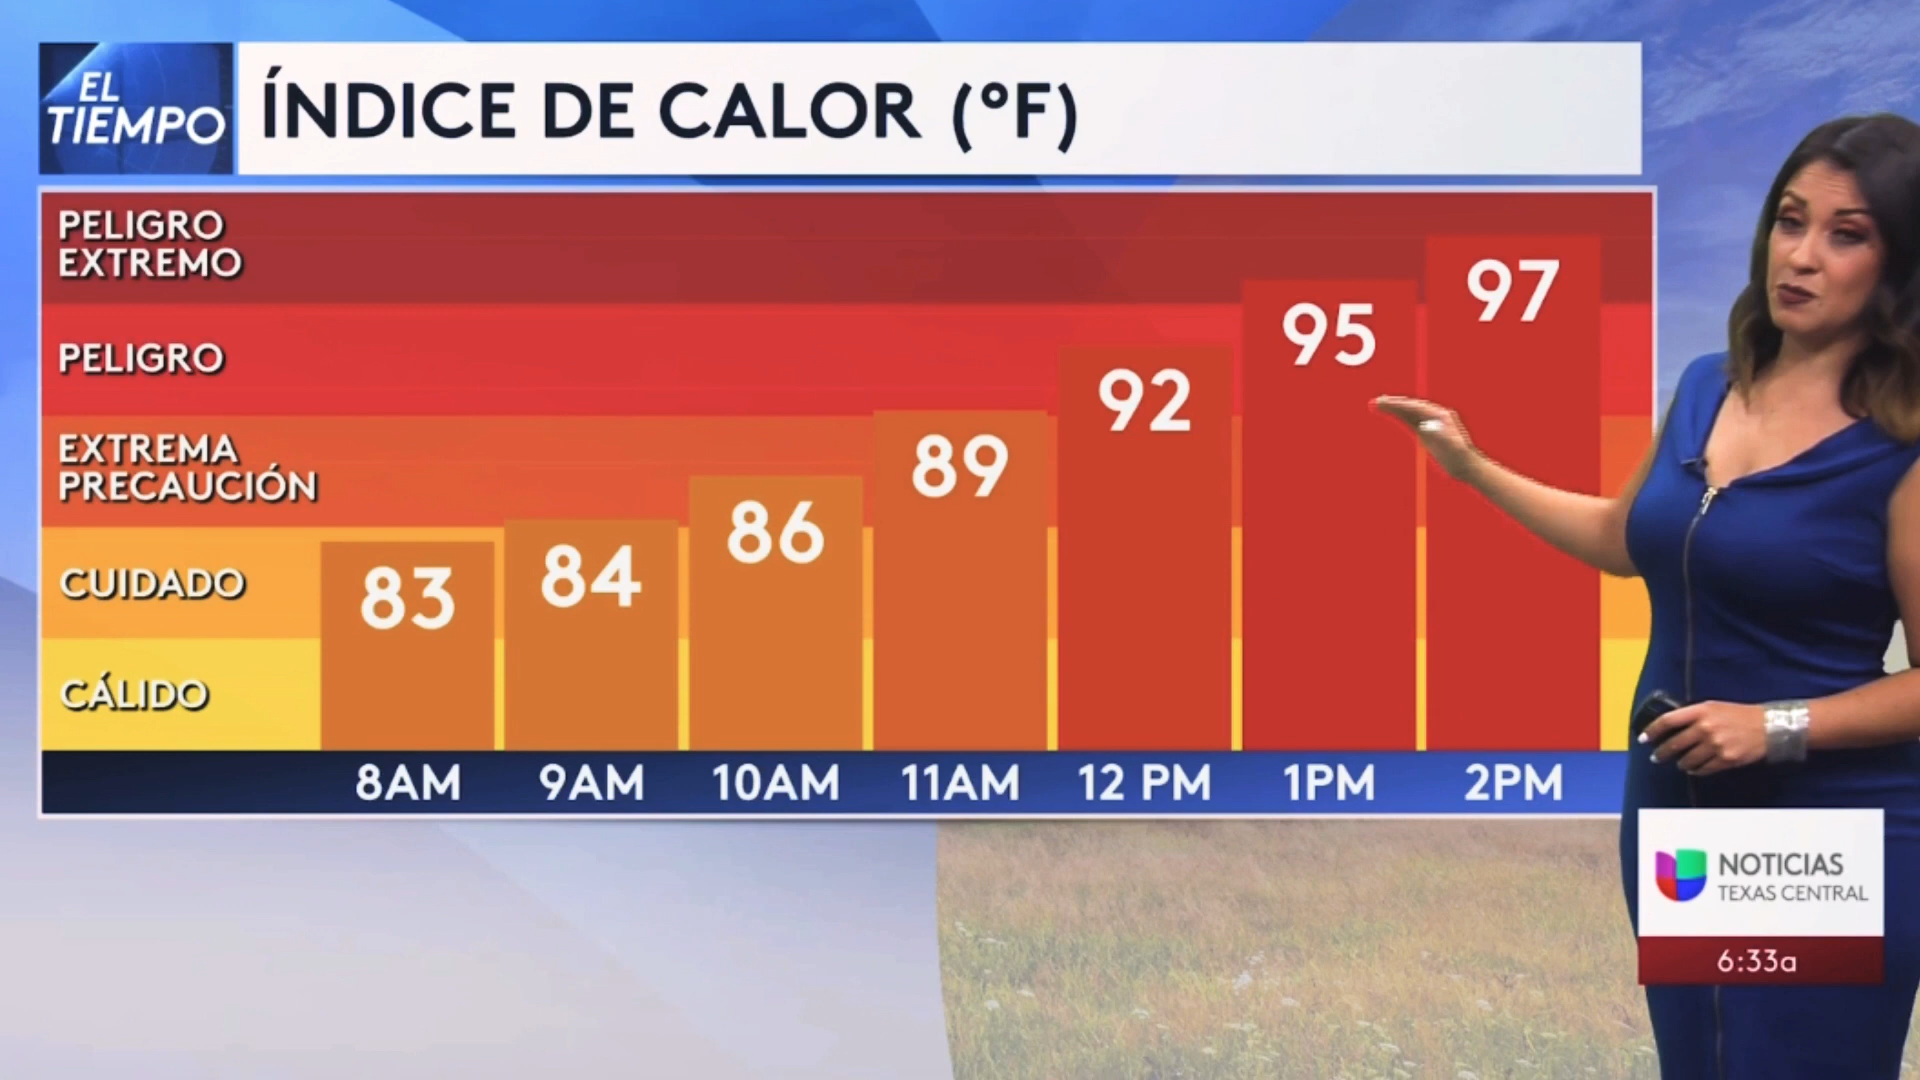 EL
TIEMPO
ÍNDICE DE CALOR (°F)
PELIGRO
EXTREMO
PELIGRO
EXTREMA
PRECAUCIÓN
CUIDADO
CÁLIDO
83
84
86
89
92
95
97
8AM
9AM
10AM
11AM
12 PM
1PM
2PM
NOTICIAS
TEXAS CENTRAL
6:33a